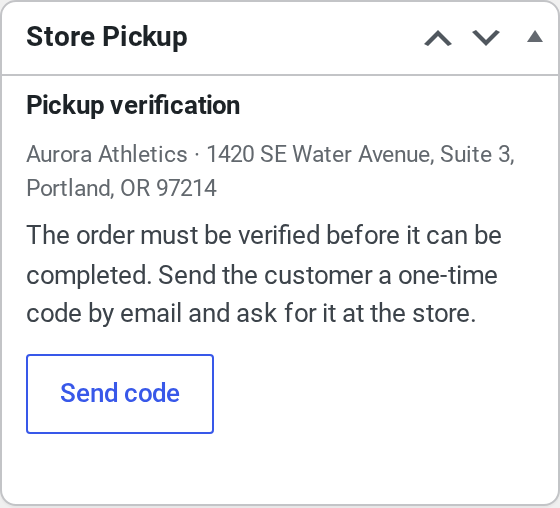 Store Pickup
Pickup verification
Aurora Athletics · 1420 SE Water Avenue, Suite 3,
Portland, OR 97214
The order must be verified before it can be
completed. Send the customer a one-time
code by email and ask for it at the store.
Send code